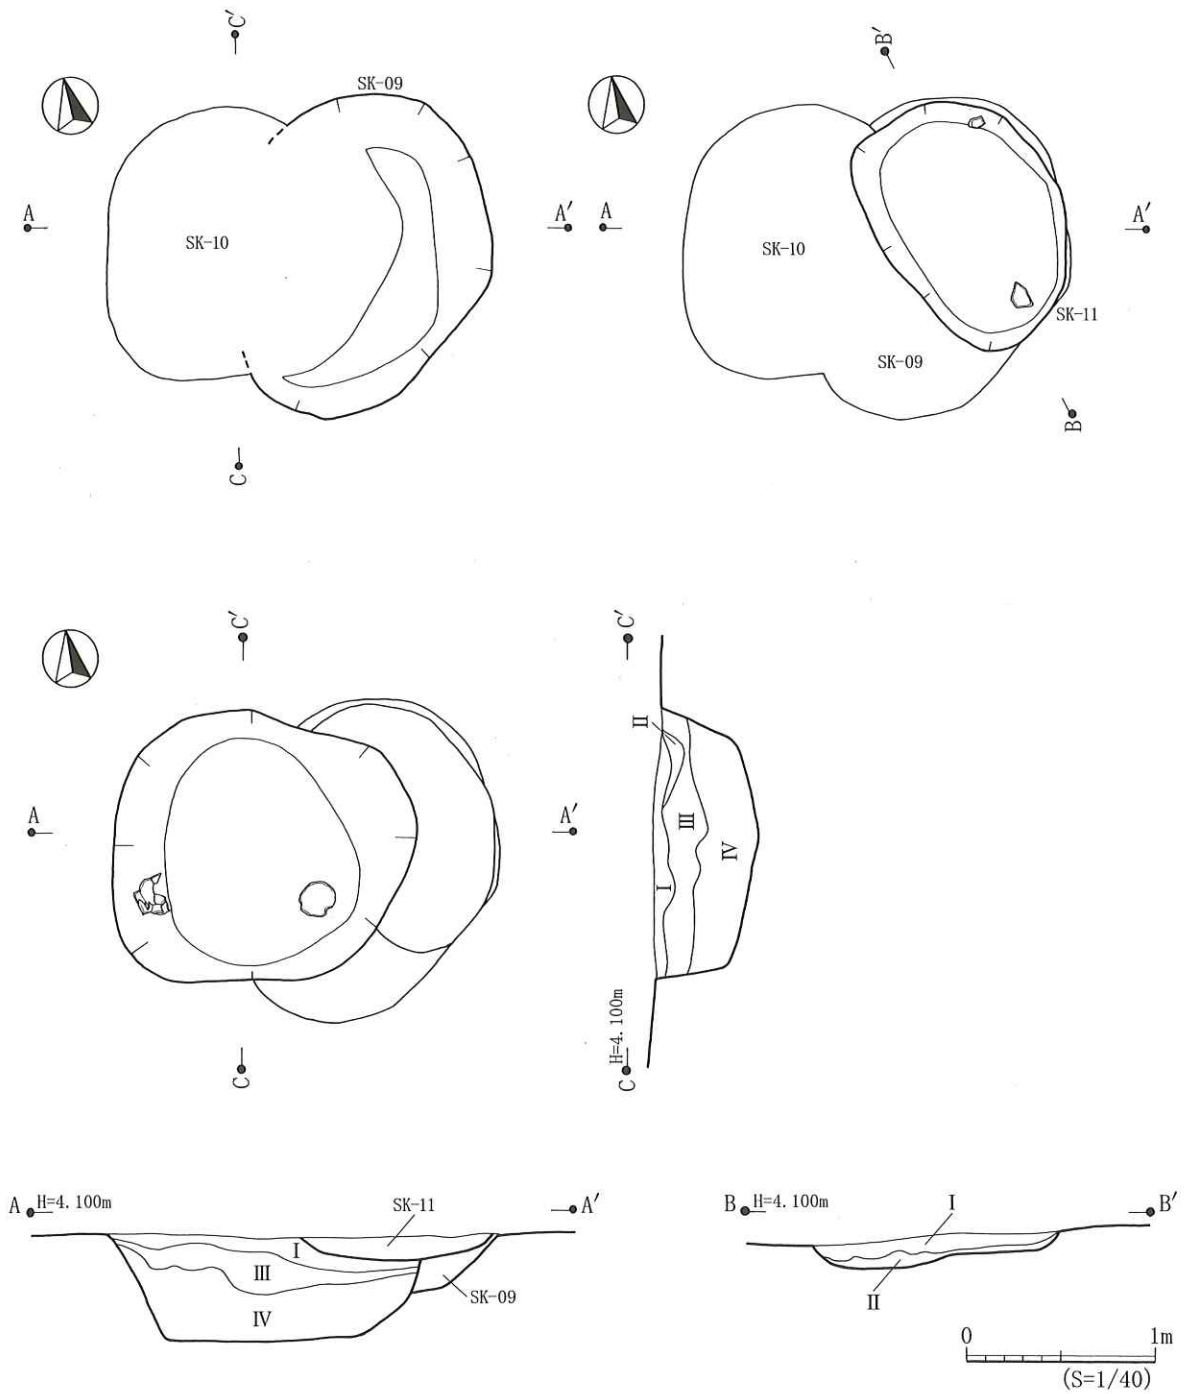 C′
SK-09
A
A′
SK-10
C
B′
A
A′
SK-10
SK-11
SK-09
B
C′
A
A′
C
C′
II
III
IV
I
H=4.100m
C
A H=4.100m
SK-11
A′
I
III
IV
SK-09
B H=4.100m
I
B′
II
0 1m
(S=1/40)